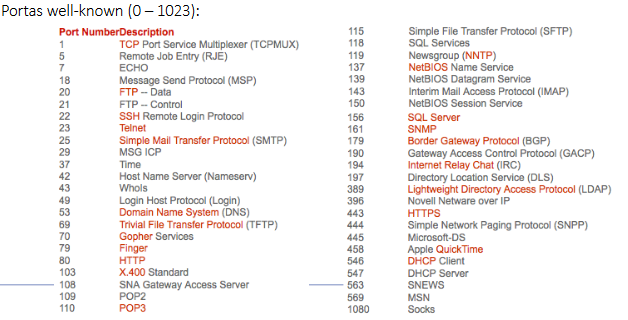 Portas well-known (0 – 1023):
Port Number Description
1 TCP Port Service Multiplexer (TCPMUX)
5 Remote Job Entry (RJE)
7 ECHO
18 Message Send Protocol (MSP)
20 FTP -- Data
21 FTP -- Control
22 SSH Remote Login Protocol
23 Telnet
25 Simple Mail Transfer Protocol (SMTP)
29 MSG ICP
37 Time
42 Host Name Server (Nameserv)
43 WhoIs
49 Login Host Protocol (Login)
53 Domain Name System (DNS)
69 Trivial File Transfer Protocol (TFTP)
70 Gopher Services
79 Finger
80 HTTP
103 X.400 Standard
108 SNA Gateway Access Server
109 POP2
110 POP3
115 Simple File Transfer Protocol (SFTP)
118 SQL Services
119 Newsgroup (NNTP)
137 NetBIOS Name Service
139 NetBIOS Datagram Service
143 Interim Mail Access Protocol (IMAP)
150 NetBIOS Session Service
156 SQL Server
161 SNMP
179 Border Gateway Protocol (BGP)
190 Gateway Access Control Protocol (GACP)
194 Internet Relay Chat (IRC)
197 Directory Location Service (DLS)
389 Lightweight Directory Access Protocol (LDAP)
396 Novell Netware over IP
443 HTTPS
444 Simple Network Paging Protocol (SNPP)
445 Microsoft-DS
458 Apple QuickTime
546 DHCP Client
547 DHCP Server
563 SNEWS
569 MSN
1080 Socks